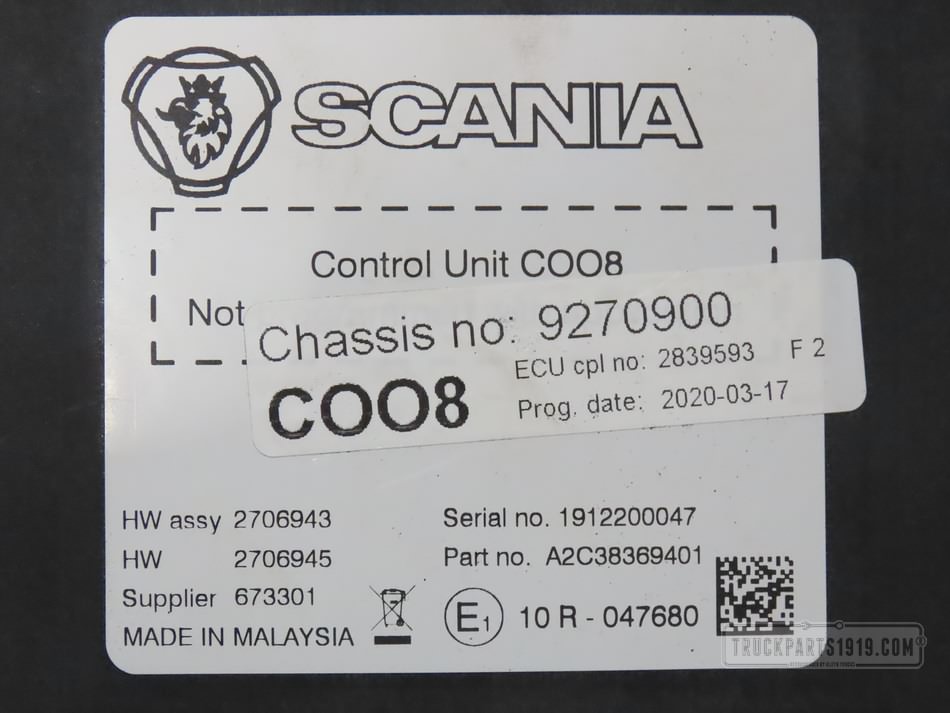 SCANIA
Control Unit COO8
Not
Chassis no: 9270900
ECU cpl no: 2839593 F 2
COO8
Prog. date: 2020-03-17
HW assy 2706943
Serial no. 1912200047
HW 2706945
Part no. A2C38369401
Supplier 673301
E1 10 R - 047680
MADE IN MALAYSIA
TRUCKPARTS1919.COM®